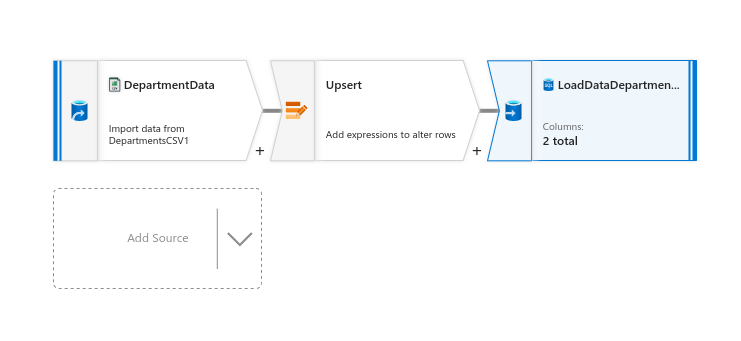 DepartmentData
Import data from
DepartmentsCSV1
+
Upsert
Add expressions to alter rows
+
LoadDataDepartmen...
Columns:
2 total
Add Source